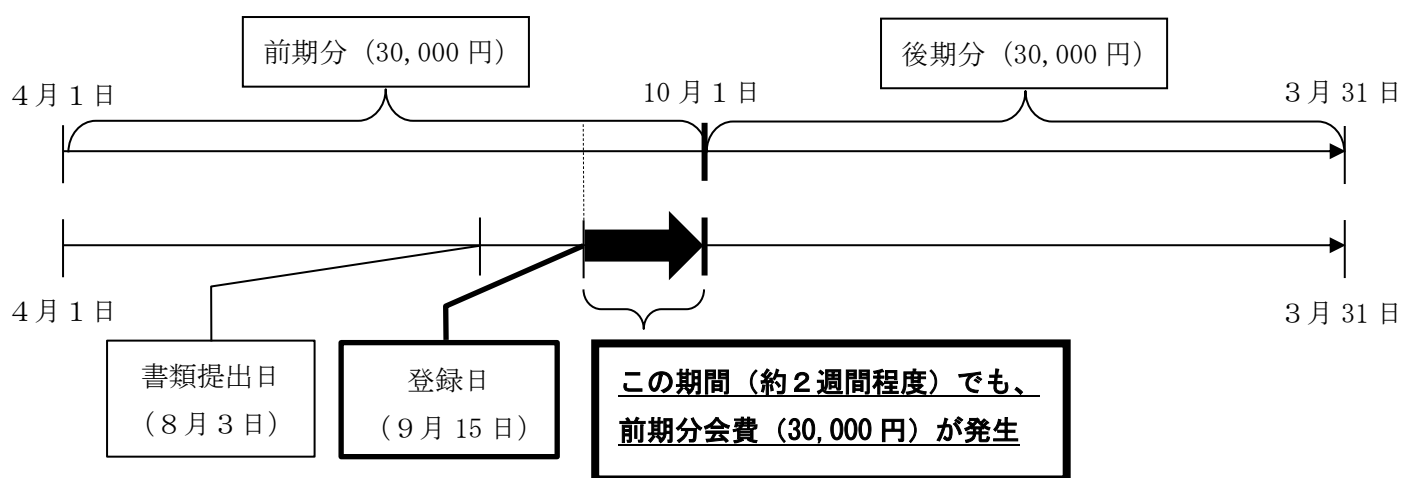 前期分（30,000 円）
後期分（30,000 円）
４月１日
10 月１日
３月 31 日
４月１日
３月 31 日
書類提出日
（８月３日）
登録日
（９月 15 日）
この期間（約２週間程度）でも、
前期分会費（30,000 円）が発生